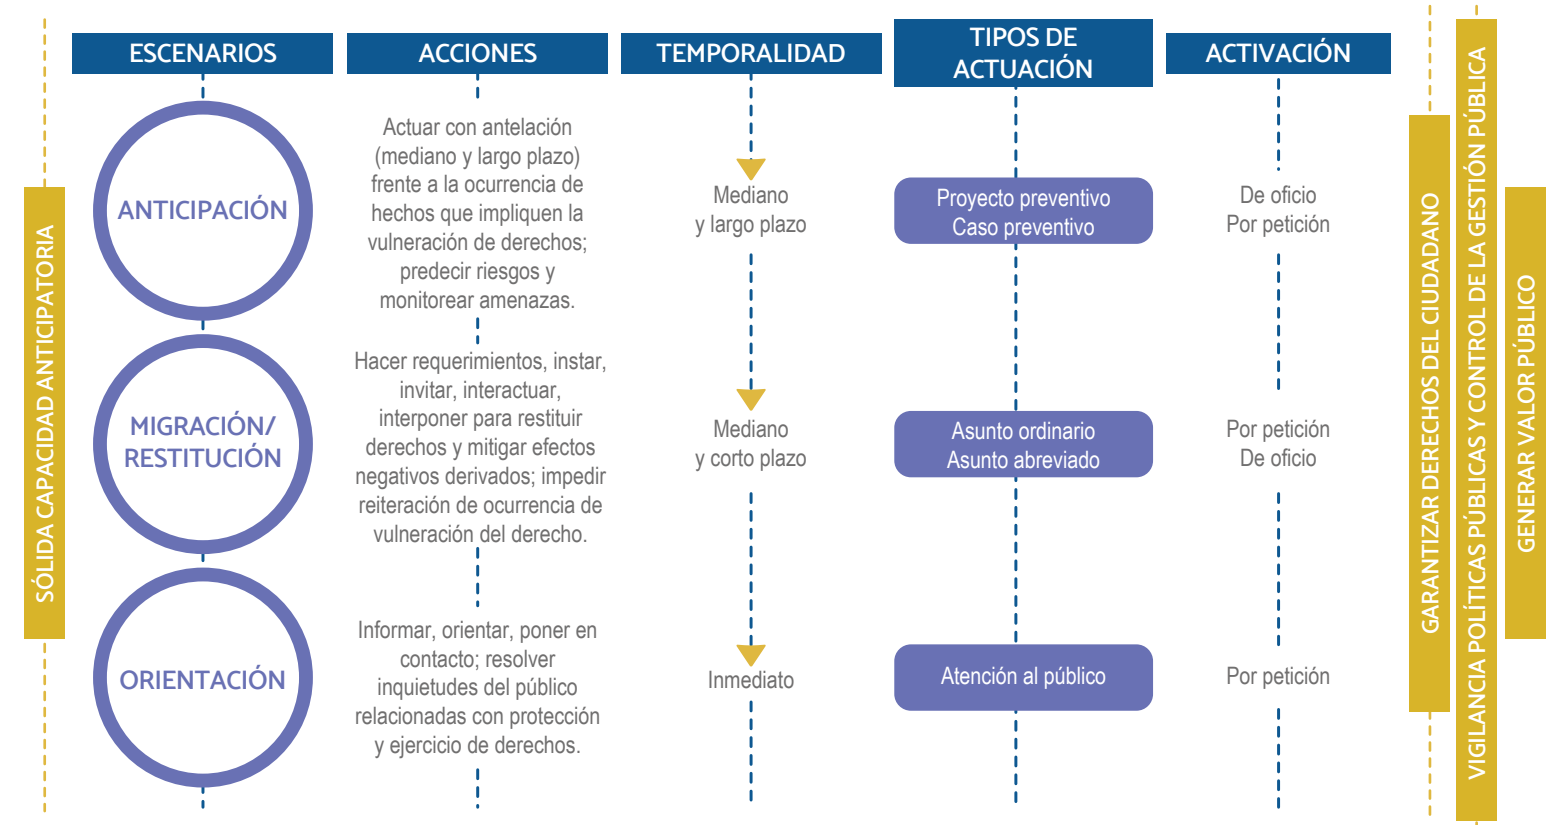 SÓLIDA CAPACIDAD ANTICIPATORIA
ESCENARIOS
ACCIONES
TEMPORALIDAD
TIPOS DE
ACTUACIÓN
ACTIVACIÓN
ANTICIPACIÓN
Actuar con antelación
(mediano y largo plazo)
frente a la ocurrencia de
hechos que impliquen la
vulneración de derechos;
predecir riesgos y
monitorear amenazas.
Mediano
y largo plazo
Proyecto preventivo
Caso preventivo
De oficio
Por petición
MIGRACIÓN/
RESTITUCIÓN
Hacer requerimientos, instar,
invitar, interactuar,
interponer para restituir
derechos y mitigar efectos
negativos derivados; impedir
reiteración de ocurrencia de
vulneración del derecho.
Mediano
y corto plazo
Asunto ordinario
Asunto abreviado
Por petición
De oficio
ORIENTACIÓN
Informar, orientar, poner en
contacto; resolver
inquietudes del público
relacionadas con protección
y ejercicio de derechos.
Inmediato
Atención al público
Por petición
GARANTIZAR DERECHOS DEL CIUDADANO
VIGILANCIA POLÍTICAS PÚBLICAS Y CONTROL DE LA GESTIÓN PÚBLICA
GENERAR VALOR PÚBLICO